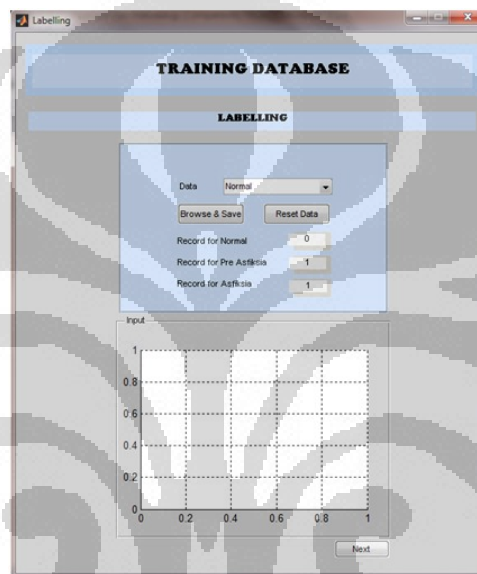 Labelling
TRAINING DATABASE
LABELLING
Data Normal
Browse & Save Reset Data
Record for Normal 0
Record for Pre Asfiksia 1
Record for Asfiksia 1
Input
1
0.8
0.6
0.4
0.2
0
0 0.2 0.4 0.6 0.8 1
Next